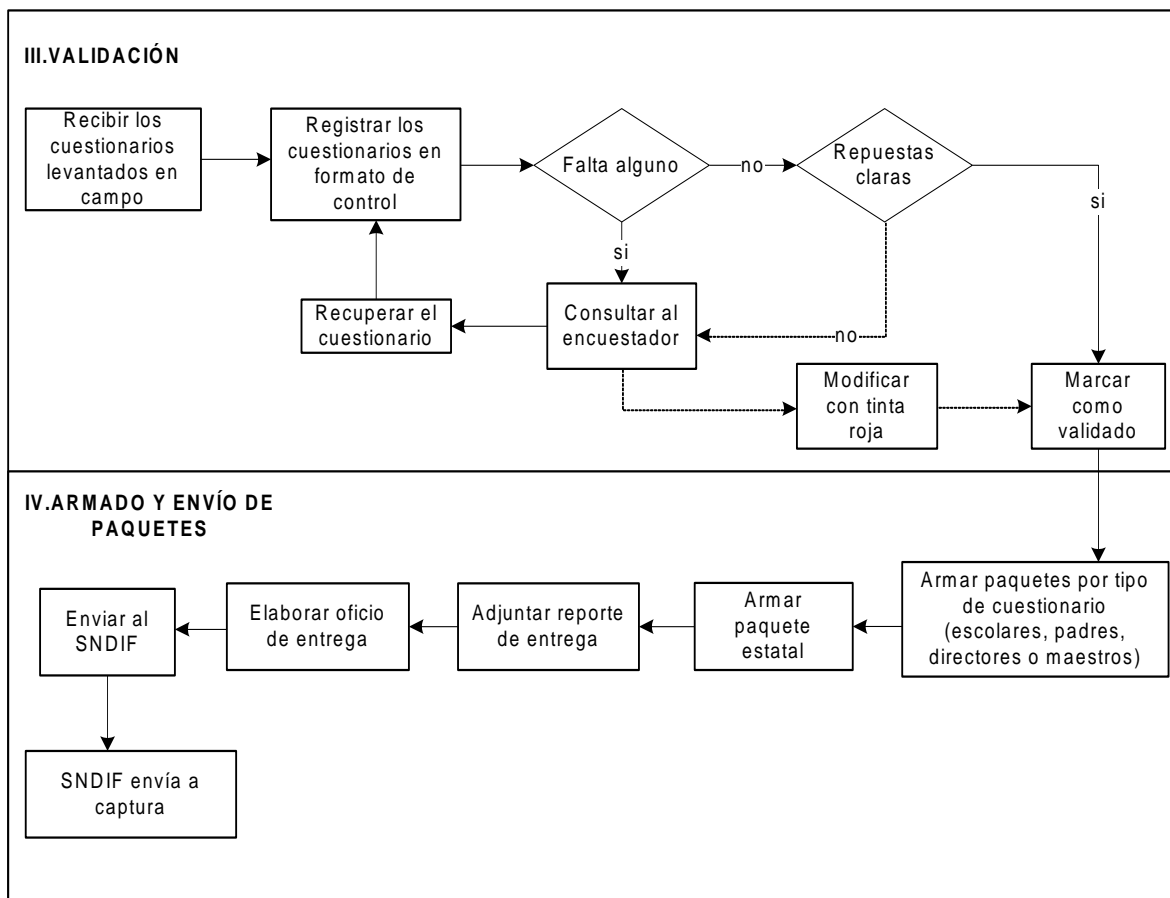 III.VALIDACIÓN
Recibir los
cuestionarios
levantados en
campo
Registrar los
cuestionarios en
formato de
control
Falta alguno
no
Repuestas
claras
si
si
Recuperar el
cuestionario
Consultar al
encuestador
no
Modificar
con tinta
roja
Marcar
como
validado
IV.ARMADO Y ENVÍO DE
PAQUETES
Armar paquetes por tipo
de cuestionario
(escolares, padres,
directores o maestros)
Armar
paquete
estatal
Adjuntar reporte
de entrega
Elaborar oficio
de entrega
Enviar al
SNDIF
SNDIF envía a
captura